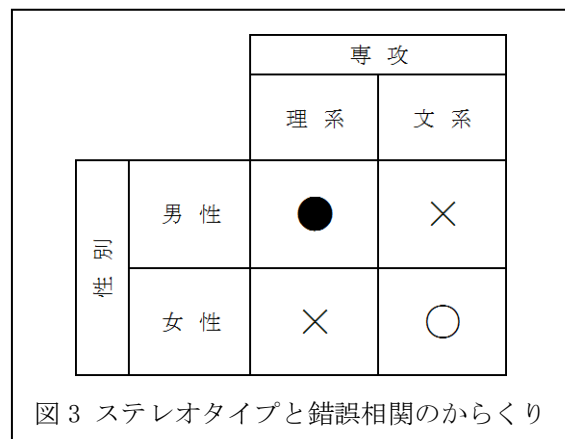 専 攻
理 系 文 系
性 別
男 性 ● ×
女 性 × ○
図 3 ステレオタイプと錯誤相関のからくり